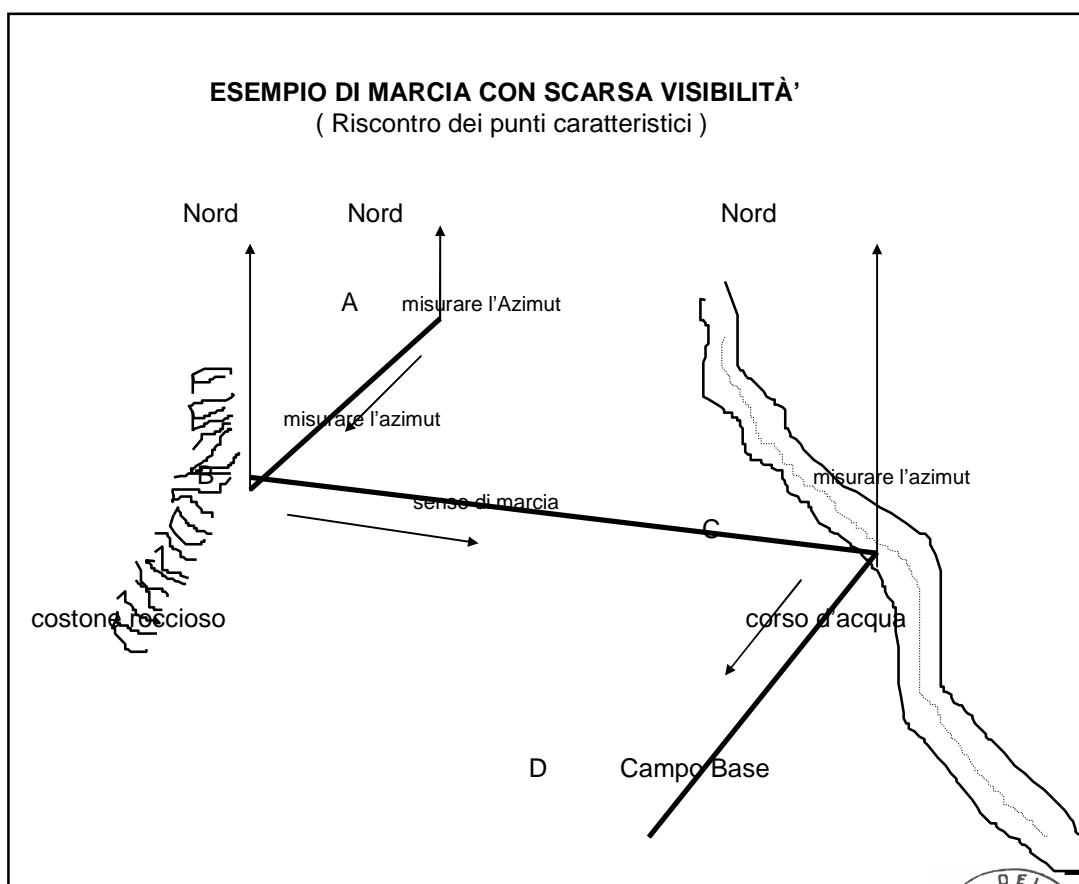 ESEMPIO DI MARCIA CON SCARSA VISIBILITÀ'
( Riscontro dei punti caratteristici )
Nord
Nord
Nord
A
misurare l'Azimut
misurare l'azimut
B
misurare l'azimut
senso di marcia
C
costone roccioso
corso d'acqua
D
Campo Base
DEL